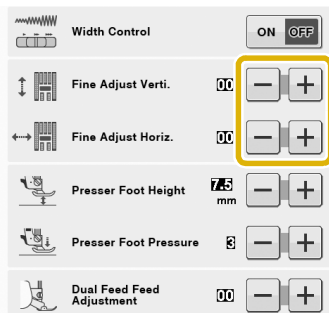 Width Control ON OFF
Fine Adjust Verti. 00 − +
Fine Adjust Horiz. 00 − +
Presser Foot Height 7.5 − +
mm
Presser Foot Pressure 3 − +
Dual Feed Feed
Adjustment 00 − +